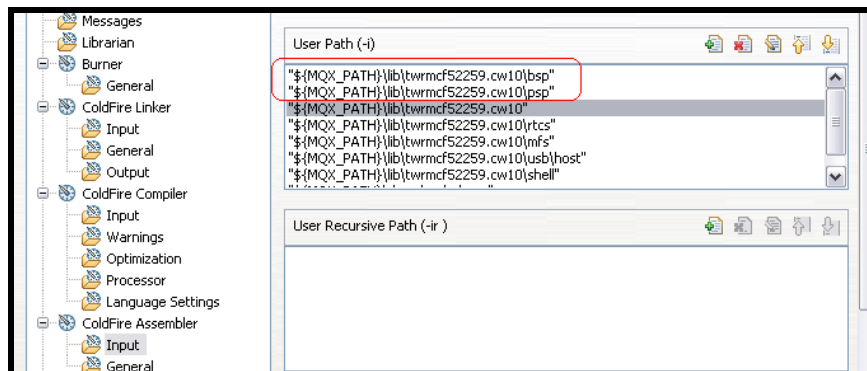 Messages
Librarian
Burner
General
ColdFire Linker
Input
General
Output
ColdFire Compiler
Input
Warnings
Optimization
Processor
Language Settings
ColdFire Assembler
Input
General
User Path (-i)
"${MQX_PATH}\lib\twrmcf52259.cw10\bsp"
"${MQX_PATH}\lib\twrmcf52259.cw10\psp"
"${MQX_PATH}\lib\twrmcf52259.cw10"
"${MQX_PATH}\lib\twrmcf52259.cw10\rtcs"
"${MQX_PATH}\lib\twrmcf52259.cw10\mfs"
"${MQX_PATH}\lib\twrmcf52259.cw10\usb\host"
"${MQX_PATH}\lib\twrmcf52259.cw10\shell"
User Recursive Path (-ir )